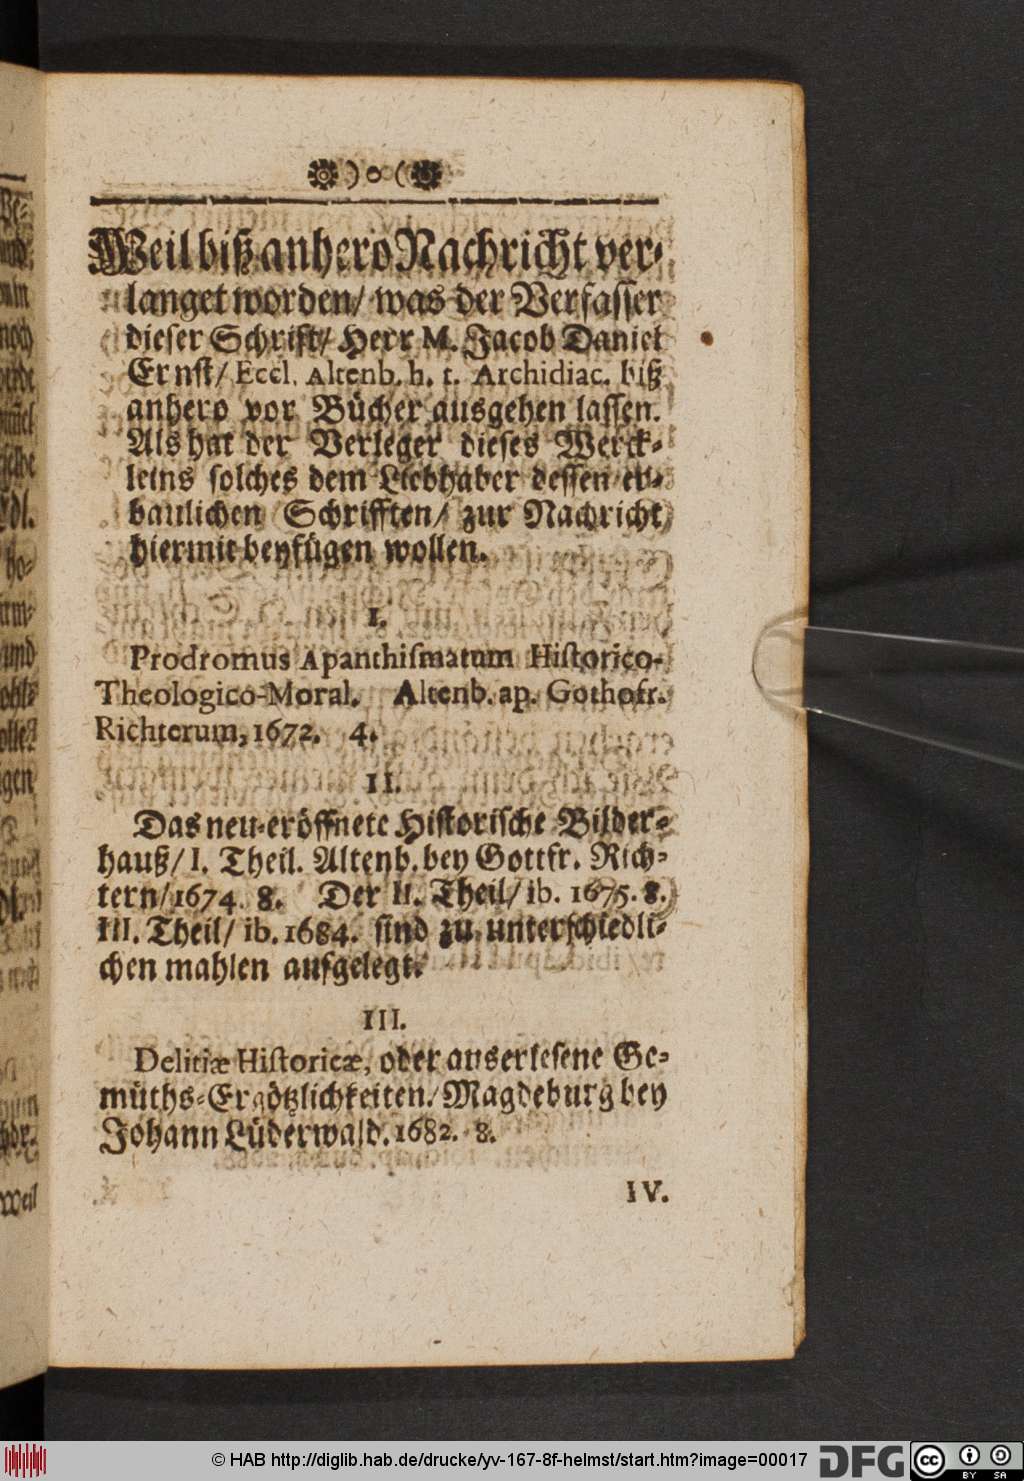 )o(
Weil biß anhero Nachricht ver-
langet worden/ was der Verfasser
dieser Schrifft/ Herr M. Jacob Daniel
Ernst/ Eccl. Altenb. h. t. Archidiac. biß
anhero vor Bücher ausgehen lassen.
Als hat der Verleger dieses Werck-
leins solches dem Liebhaber dessen er-
baulichen Schrifften/ zur Nachricht
hiermit beyfügen wollen.
I.
Prodromus Apanthismatum Historico-
Theologico-Moral. Altenb. ap. Gothofr.
Richterum, 1672. 4.
II.
Das neu-eröffnete Historische Bilder-
hauß/ I. Theil. Altenb. bey Gottfr. Rich-
tern/ 1674. 8. Der II. Theil/ ib. 1675. 8.
III. Theil/ ib. 1684. sind zu unterschiedli-
chen mahlen aufgelegt.
III.
Delitiæ Historicæ, oder auserlesene Ge-
müths-Ergötzlichkeiten/ Magdeburg bey
Johann Lüderwald. 1682. 8.
IV.
© HAB http://diglib.hab.de/drucke/yv-167-8f-helmst/start.htm?image=00017
DFG
cc
BY SA